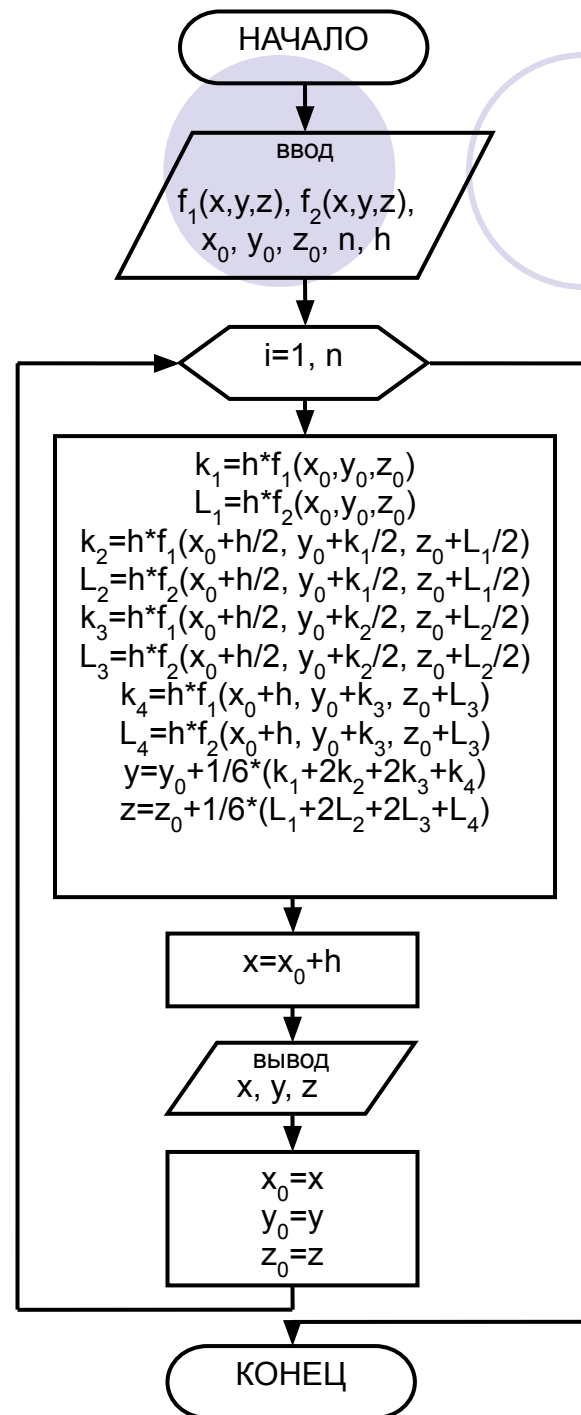 НАЧАЛО
ввод
f₁(x,y,z), f₂(x,y,z),
x₀, y₀, z₀, n, h
i=1, n
k₁=h*f₁(x₀,y₀,z₀)
L₁=h*f₂(x₀,y₀,z₀)
k₂=h*f₁(x₀+h/2, y₀+k₁/2, z₀+L₁/2)
L₂=h*f₂(x₀+h/2, y₀+k₁/2, z₀+L₁/2)
k₃=h*f₁(x₀+h/2, y₀+k₂/2, z₀+L₂/2)
L₃=h*f₂(x₀+h/2, y₀+k₂/2, z₀+L₂/2)
k₄=h*f₁(x₀+h, y₀+k₃, z₀+L₃)
L₄=h*f₂(x₀+h, y₀+k₃, z₀+L₃)
y=y₀+1/6*(k₁+2k₂+2k₃+k₄)
z=z₀+1/6*(L₁+2L₂+2L₃+L₄)
x=x₀+h
вывод
x, y, z
x₀=x
y₀=y
z₀=z
КОНЕЦ